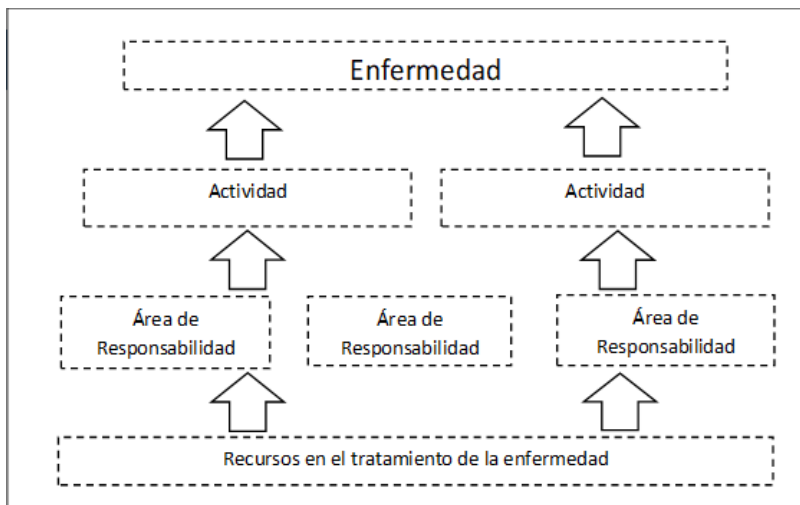 Enfermedad
Actividad
Actividad
Área de
Responsabilidad
Área de
Responsabilidad
Área de
Responsabilidad
Recursos en el tratamiento de la enfermedad